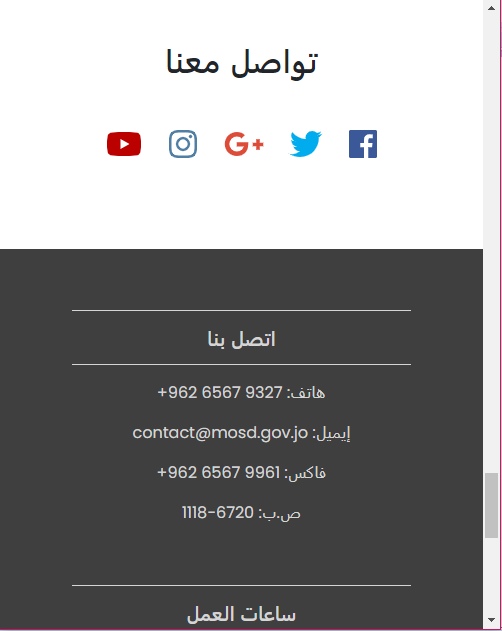 تواصل معنا
اتصل بنا
هاتف: 9327 6567 962+
إيميل: contact@mosd.gov.jo
فاكس: 9961 6567 962+
ص.ب: 6720-1118
ساعات العمل